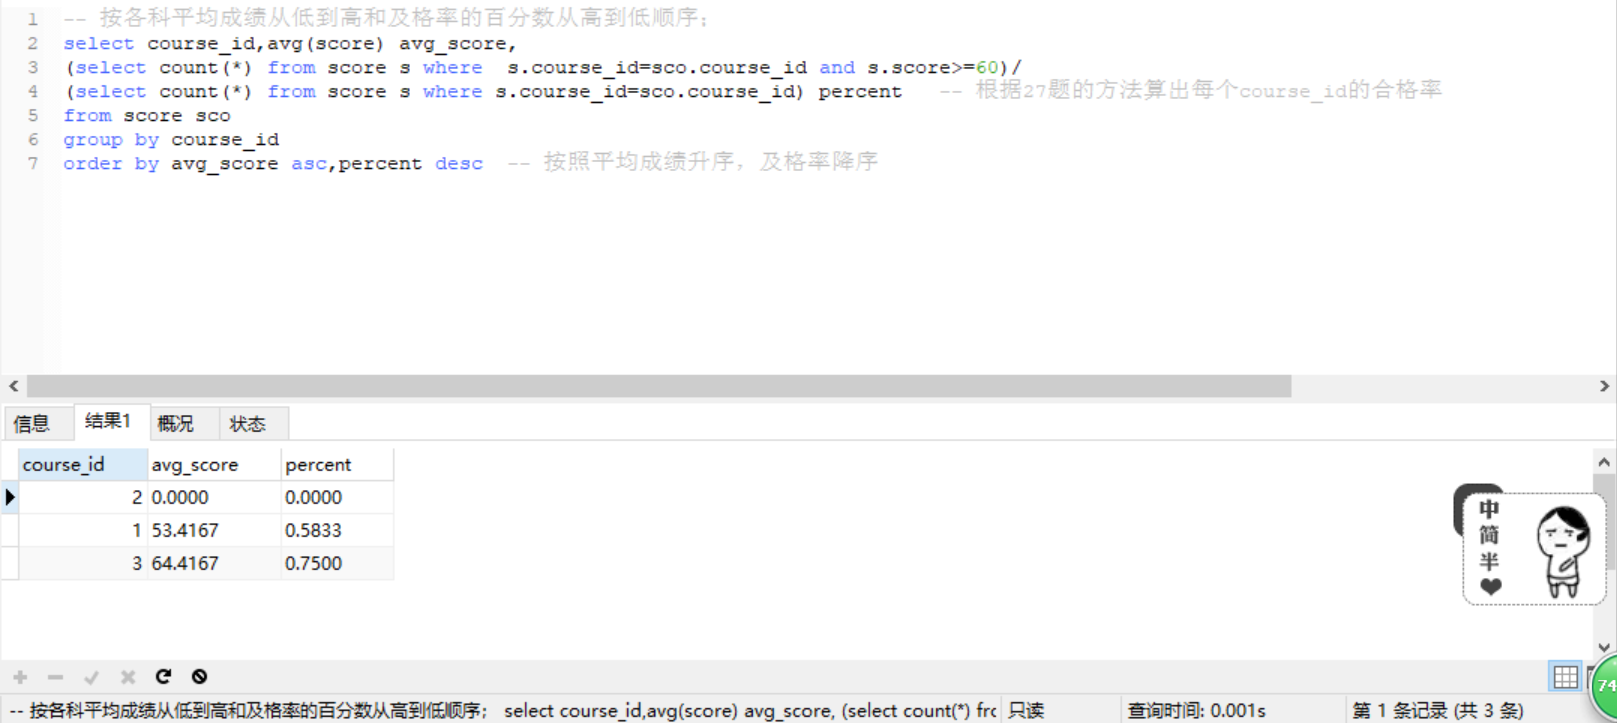 1 -- 按各科平均成绩从低到高和及格率的百分数从高到低顺序；
2 select course_id,avg(score) avg_score,
3 (select count(*) from score s where  s.course_id=sco.course_id and s.score>=60)/
4 (select count(*) from score s where s.course_id=sco.course_id) percent   -- 根据27题的方法算出每个course_id的合格率
5 from score sco
6 group by course_id
7 order by avg_score asc,percent desc  -- 按照平均成绩升序，及格率降序
信息 结果1 概况 状态
course_id avg_score percent
2 0.0000 0.0000
1 53.4167 0.5833
3 64.4167 0.7500
中
简
半
74
-- 按各科平均成绩从低到高和及格率的百分数从高到低顺序； select course_id,avg(score) avg_score, (select count(*) frc 只读 查询时间: 0.001s 第 1 条记录 (共 3 条)